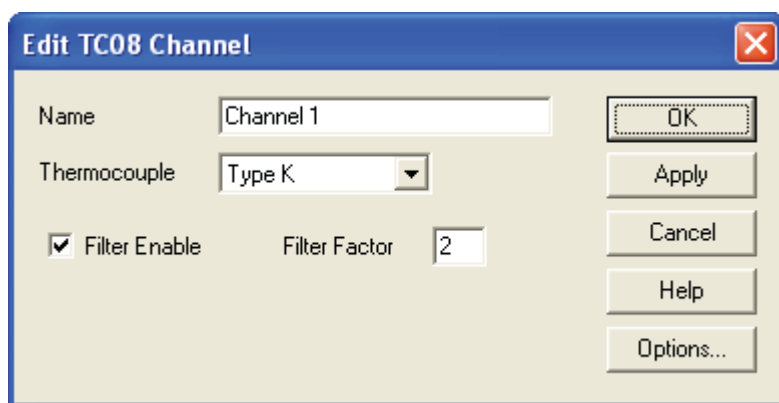 Edit TC08 Channel
Name Channel 1 OK
Thermocouple Type K Apply
Filter Enable Filter Factor 2 Cancel
Help
Options...